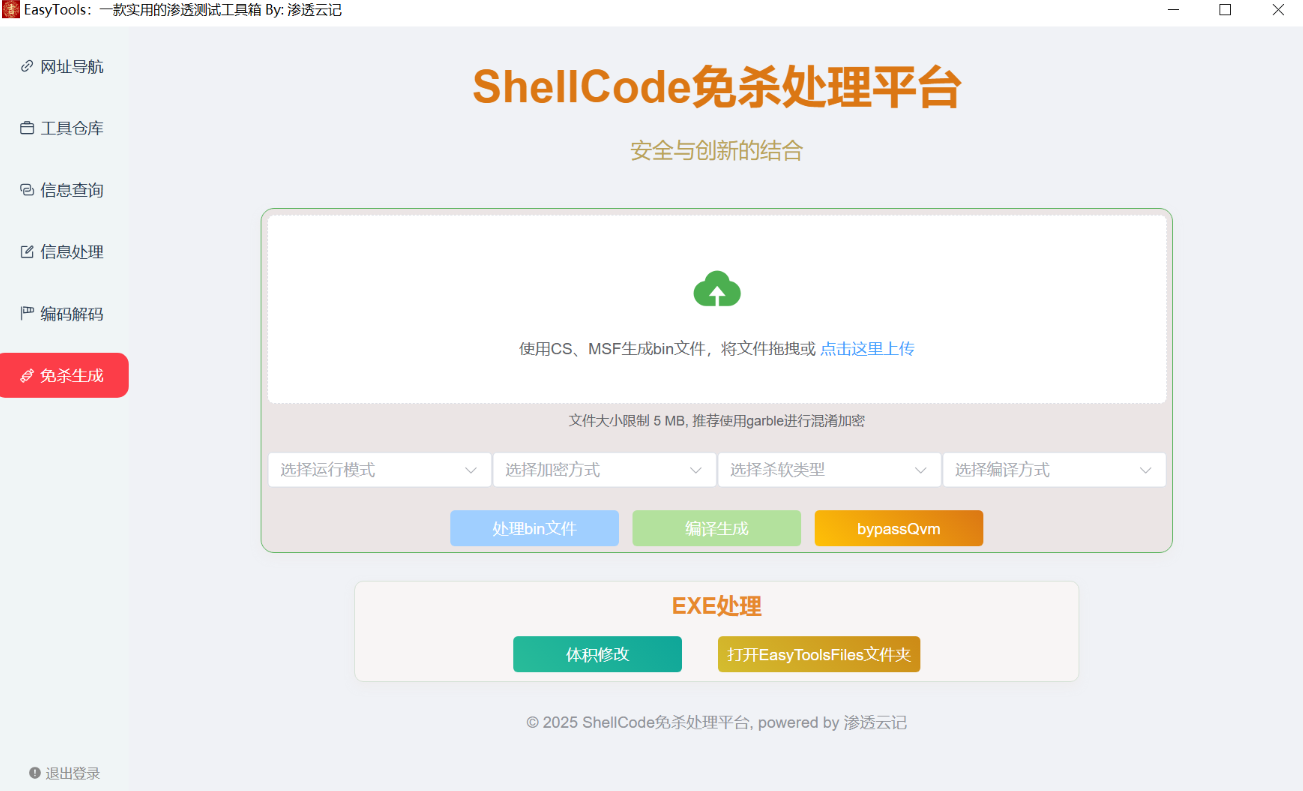 EasyTools：一款实用的渗透测试工具箱 By: 渗透云记
网址导航
工具仓库
信息查询
信息处理
编码解码
免杀生成
退出登录
ShellCode免杀处理平台
安全与创新的结合
使用CS、MSF生成bin文件，将文件拖拽或 点击这里上传
文件大小限制 5 MB, 推荐使用garble进行混淆加密
选择运行模式 选择加密方式 选择杀软类型 选择编译方式
处理bin文件 编译生成 bypassQvm
EXE处理
体积修改 打开EasyToolsFiles文件夹
© 2025 ShellCode免杀处理平台, powered by 渗透云记